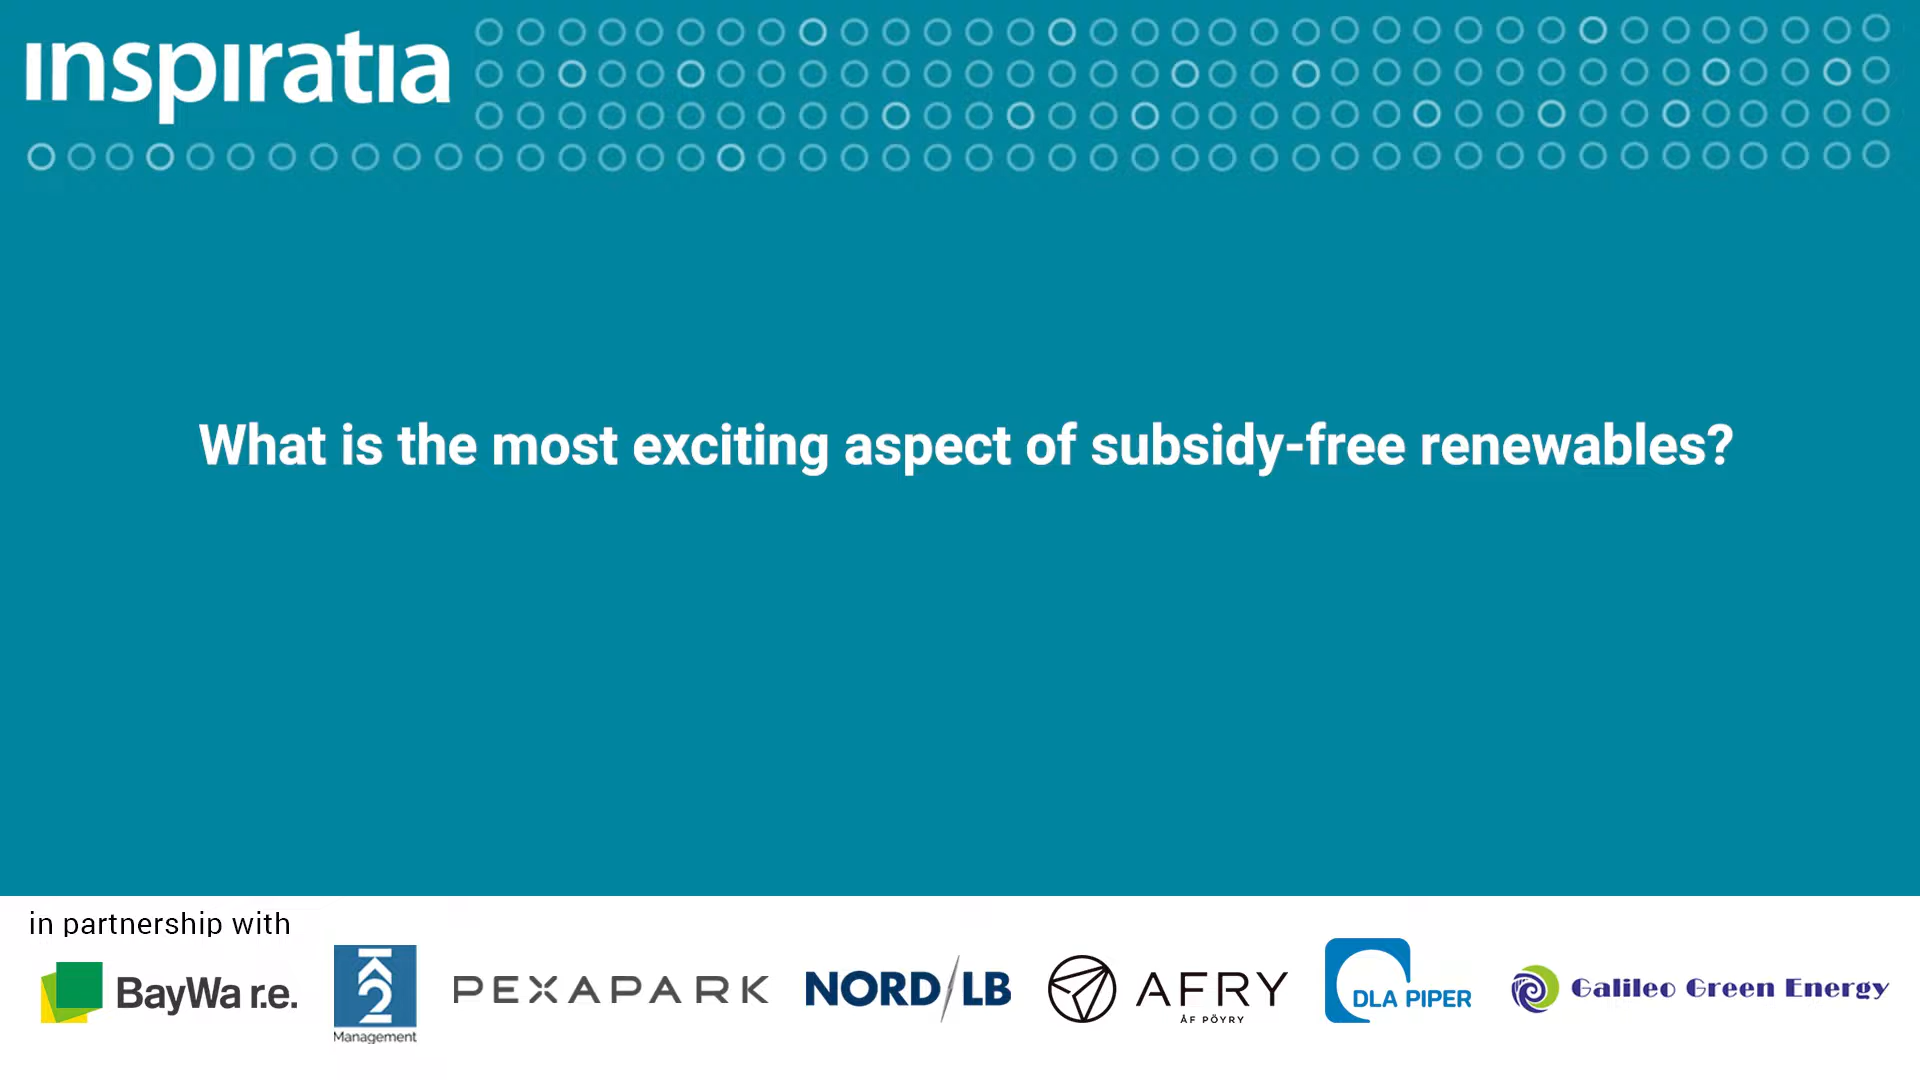 inspiratia
What is the most exciting aspect of subsidy-free renewables?
in partnership with
BayWa r.e.
K2
Management
PEXAPARK
NORD/LB
AFRY
ÅF PÖYRY
DLA PIPER
Galileo Green Energy